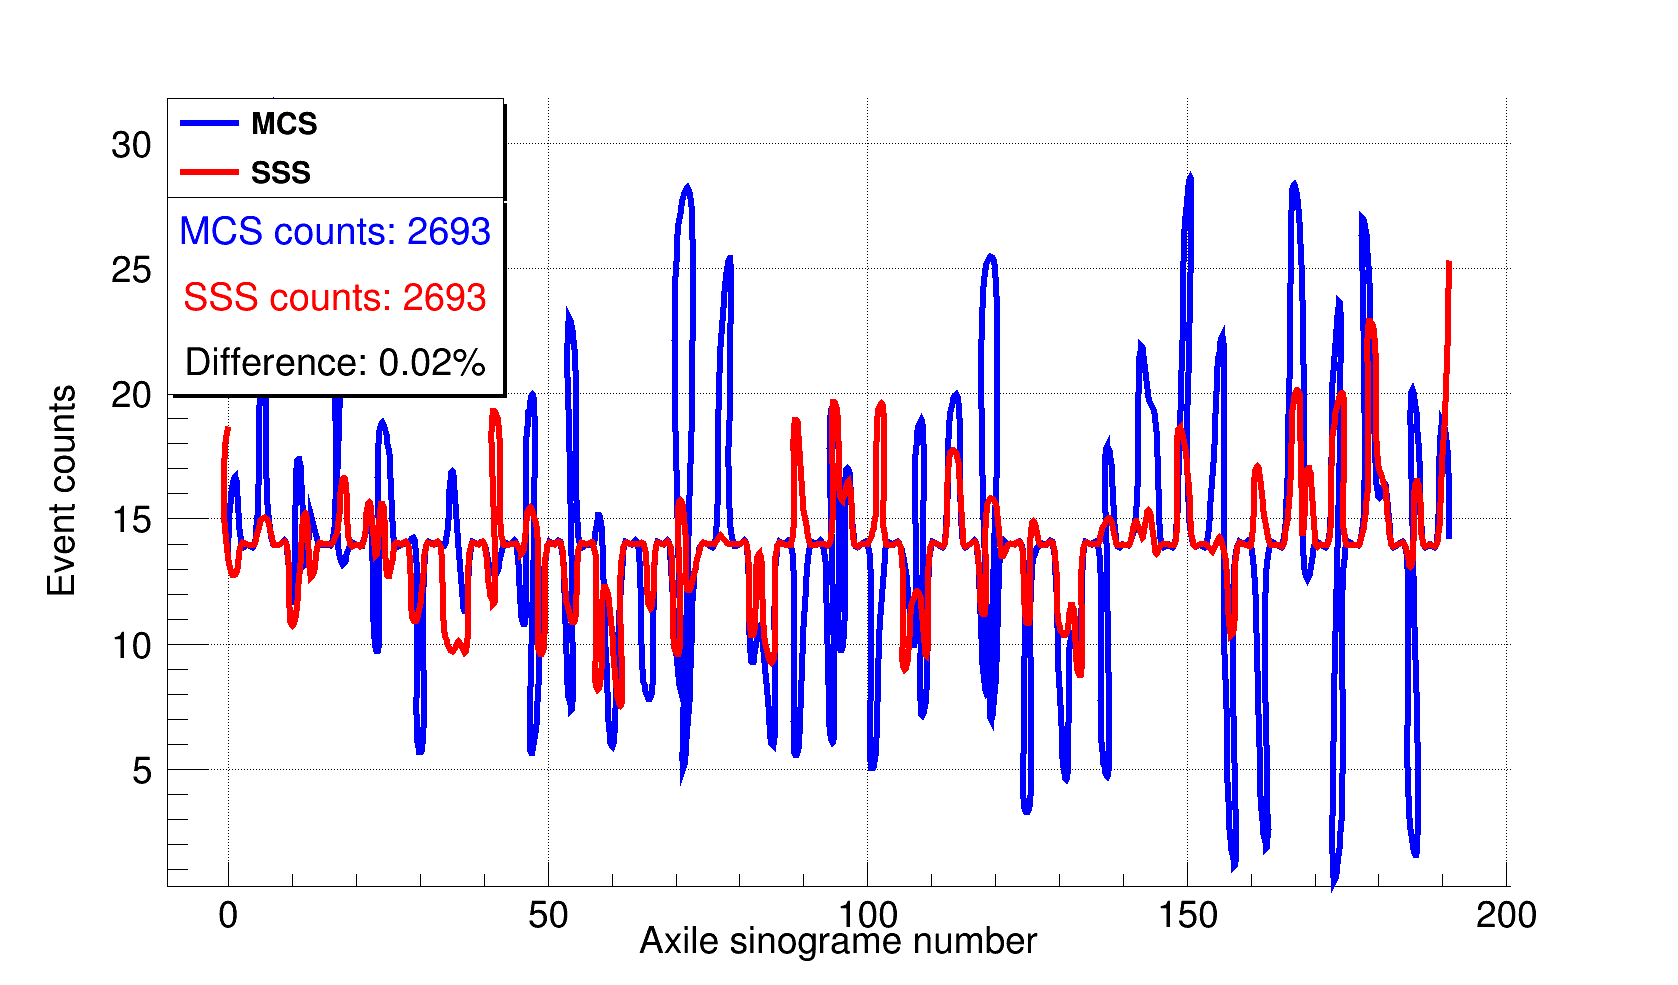 MCS
SSS
MCS counts: 2693
SSS counts: 2693
Difference: 0.02%
30
25
20
15
10
5
Event counts
0 50 100 150 200
Axile sinograme number